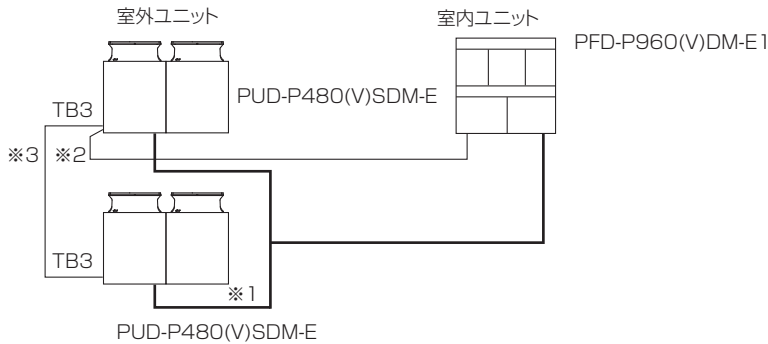 室外ユニット
室内ユニット
PFD-P960(V)DM-E1
PUD-P480(V)SDM-E
TB3
※3
※2
TB3
※1
PUD-P480(V)SDM-E